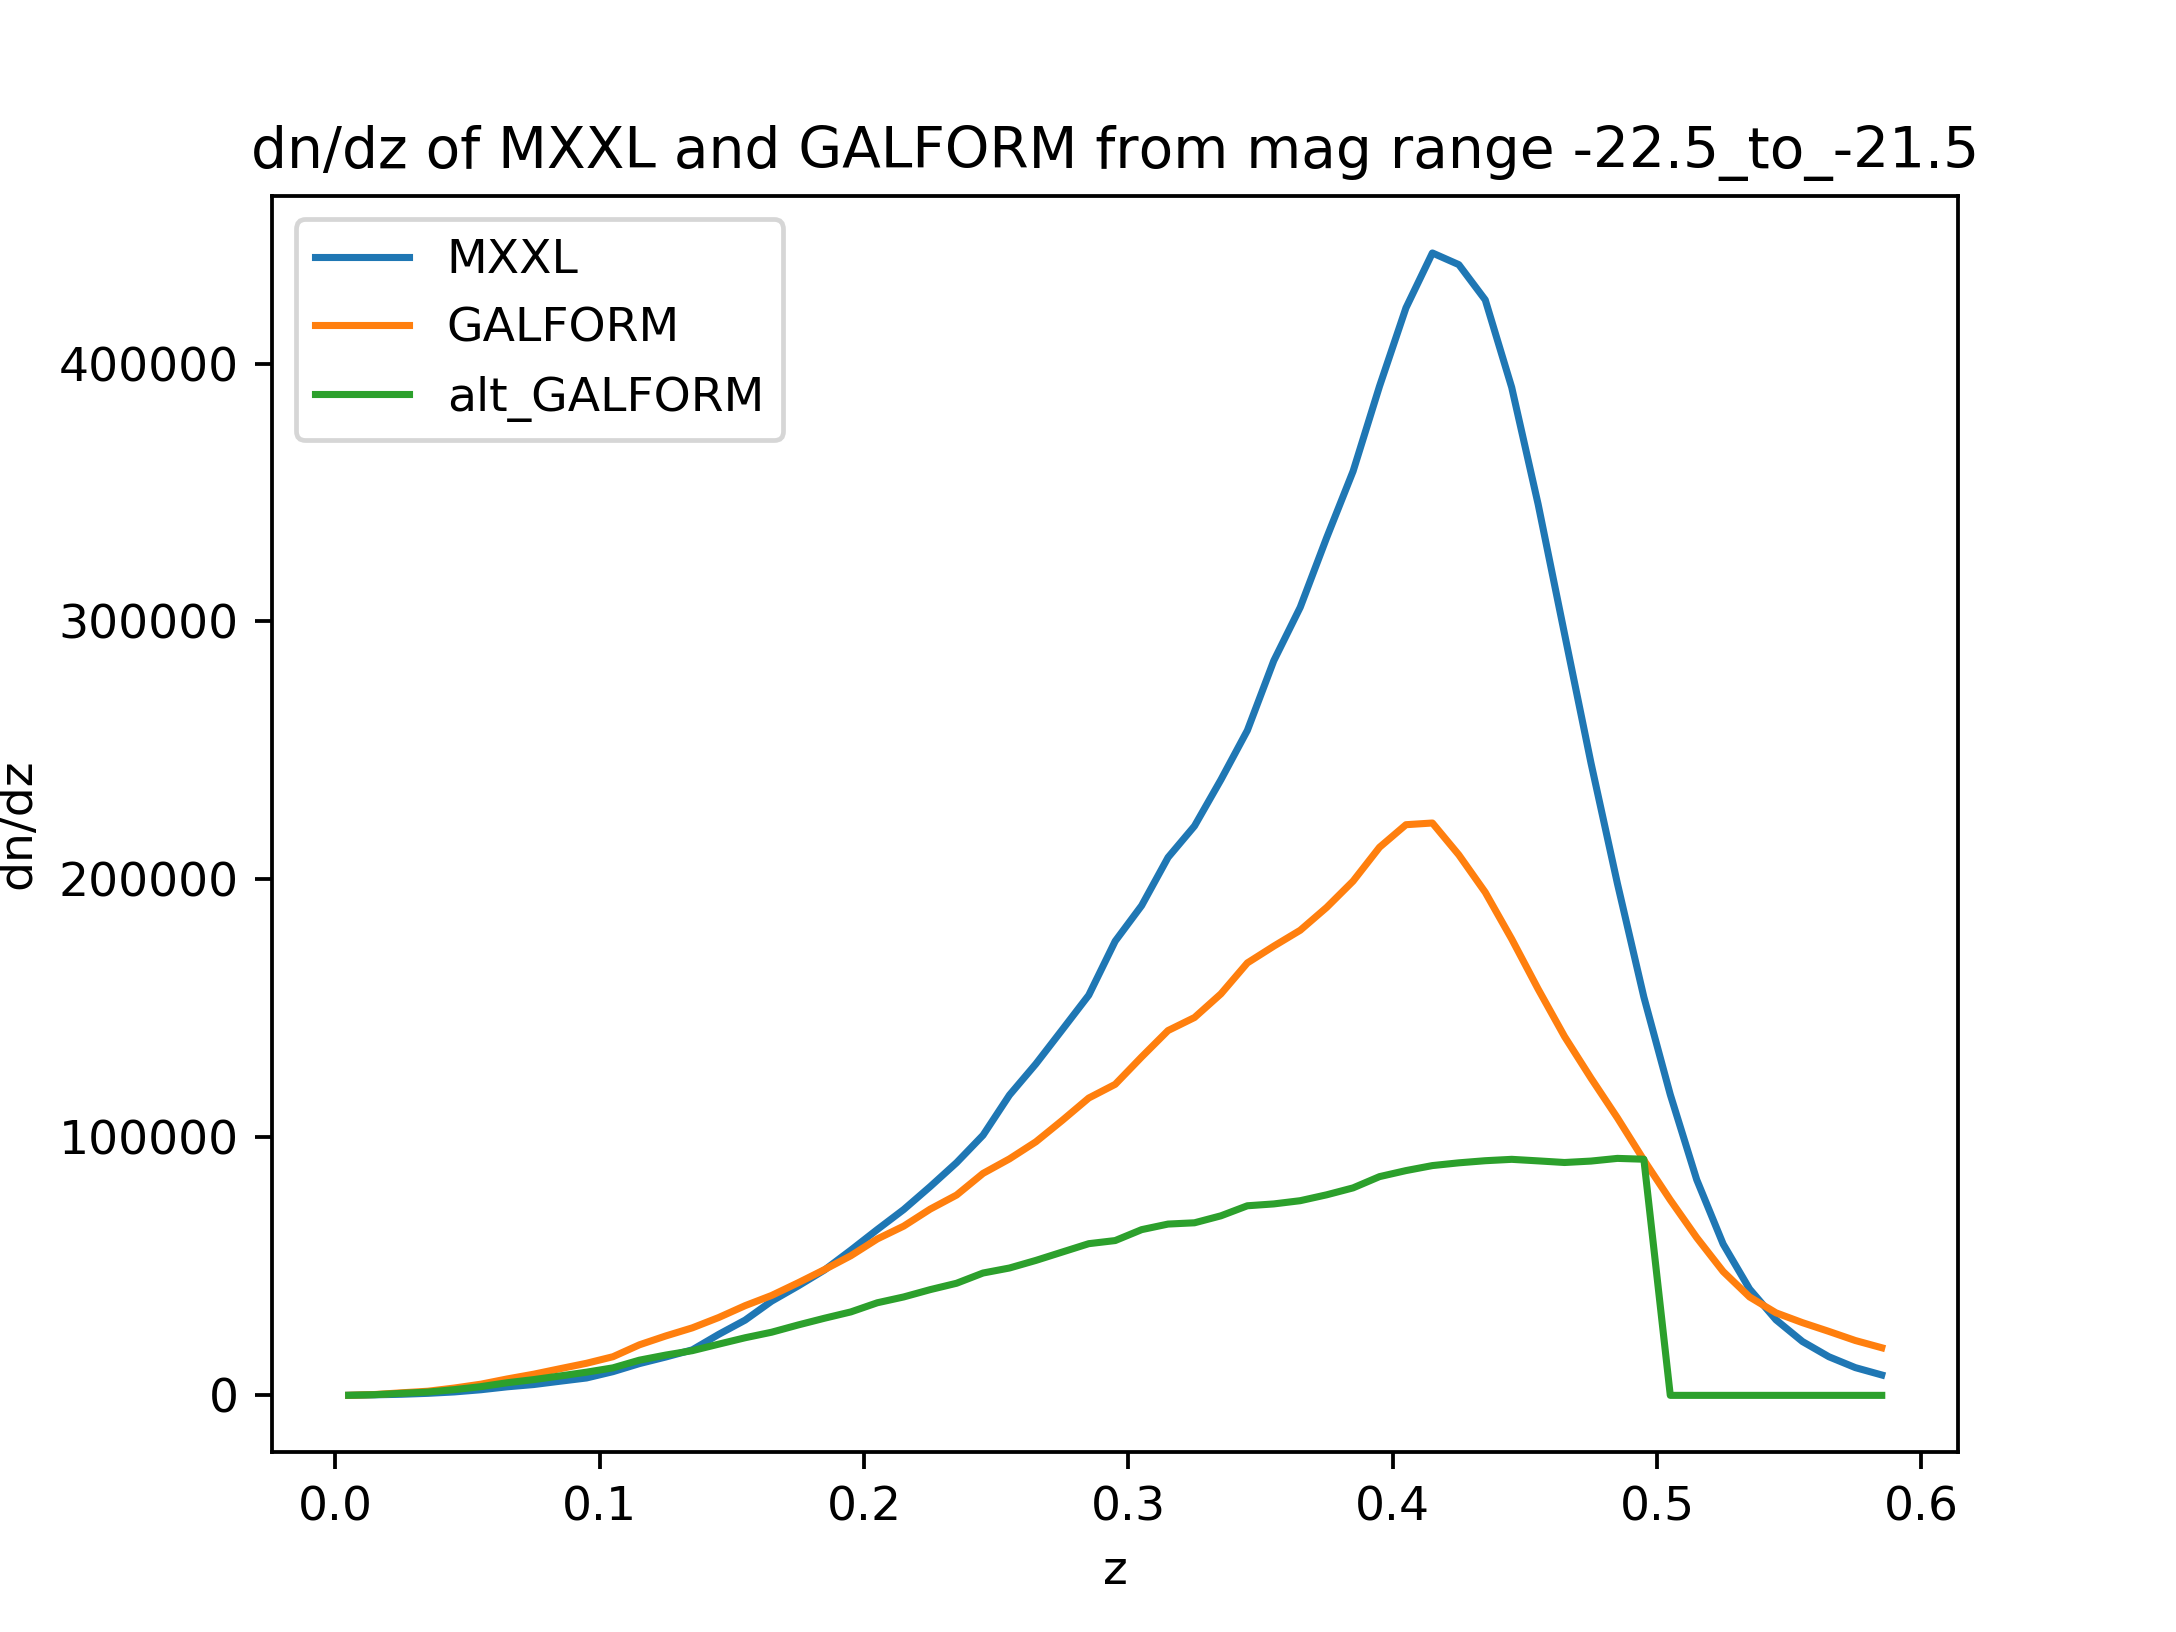 dn/dz of MXXL and GALFORM from mag range -22.5_to_-21.5
MXXL
GALFORM
alt_GALFORM
400000
300000
200000
100000
0
dn/dz
0.0 0.1 0.2 0.3 0.4 0.5 0.6
z